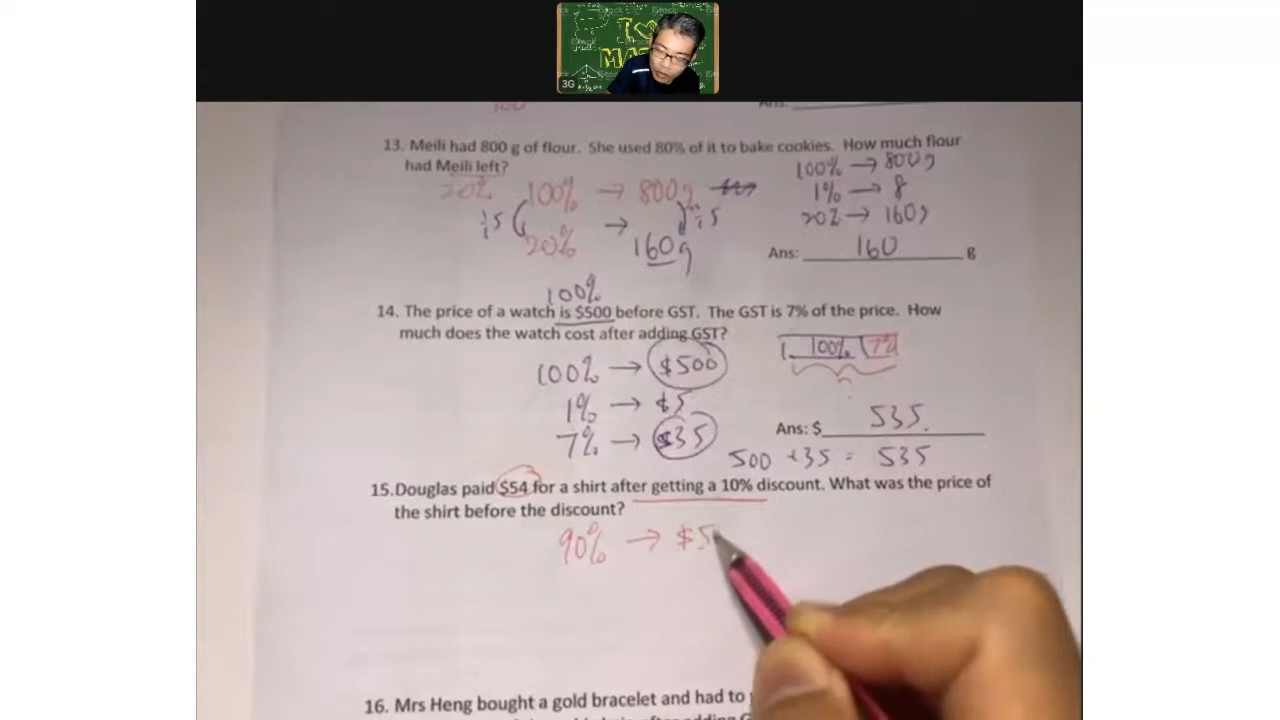 I ♡
MA
3G
Ans:
13. Meili had 800 g of flour. She used 80% of it to bake cookies. How much flour
had Meili left?
20% 100% → 800g
÷5 → ÷5
20% 160g
100% → 800g
1% → 8
20% → 160g
Ans: 160 g
100%
14. The price of a watch is $500 before GST. The GST is 7% of the price. How
much does the watch cost after adding GST?
100% → $500
1% → $5
7% → $35
100% 7%
Ans: $ 535.
500 + 35 = 535
15. Douglas paid $54 for a shirt after getting a 10% discount. What was the price of
the shirt before the discount?
90% → $5
16. Mrs Heng bought a gold bracelet and had to